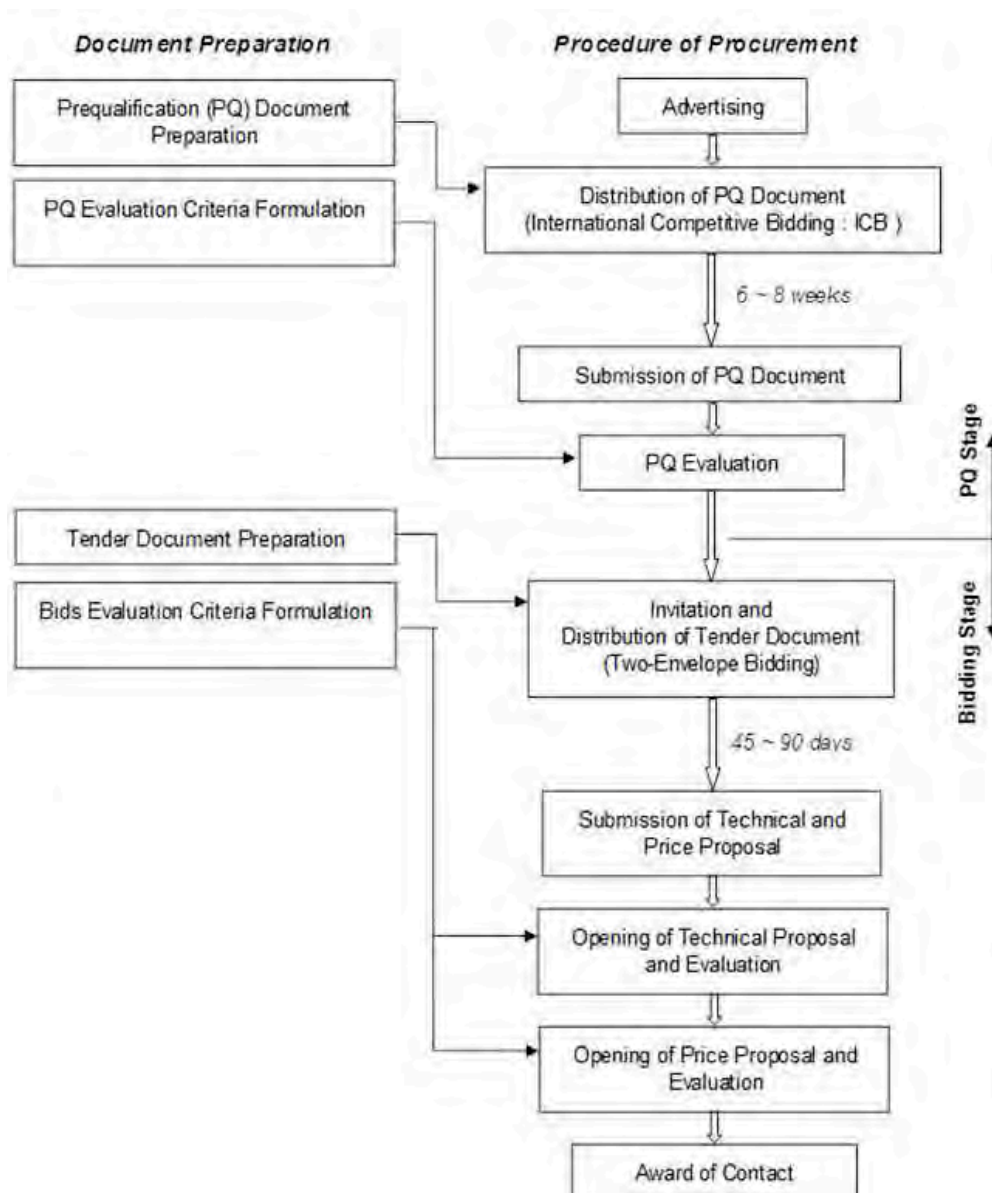 Document Preparation
Procedure of Procurement
Prequalification (PQ) Document
Preparation
PQ Evaluation Criteria Formulation
Advertising
Distribution of PQ Document
(International Competitive Bidding : ICB )
6 ~ 8 weeks
Submission of PQ Document
PQ Evaluation
PQ Stage
Tender Document Preparation
Bids Evaluation Criteria Formulation
Invitation and
Distribution of Tender Document
(Two-Envelope Bidding)
Bidding Stage
45 ~ 90 days
Submission of Technical and
Price Proposal
Opening of Technical Proposal
and Evaluation
Opening of Price Proposal and
Evaluation
Award of Contact